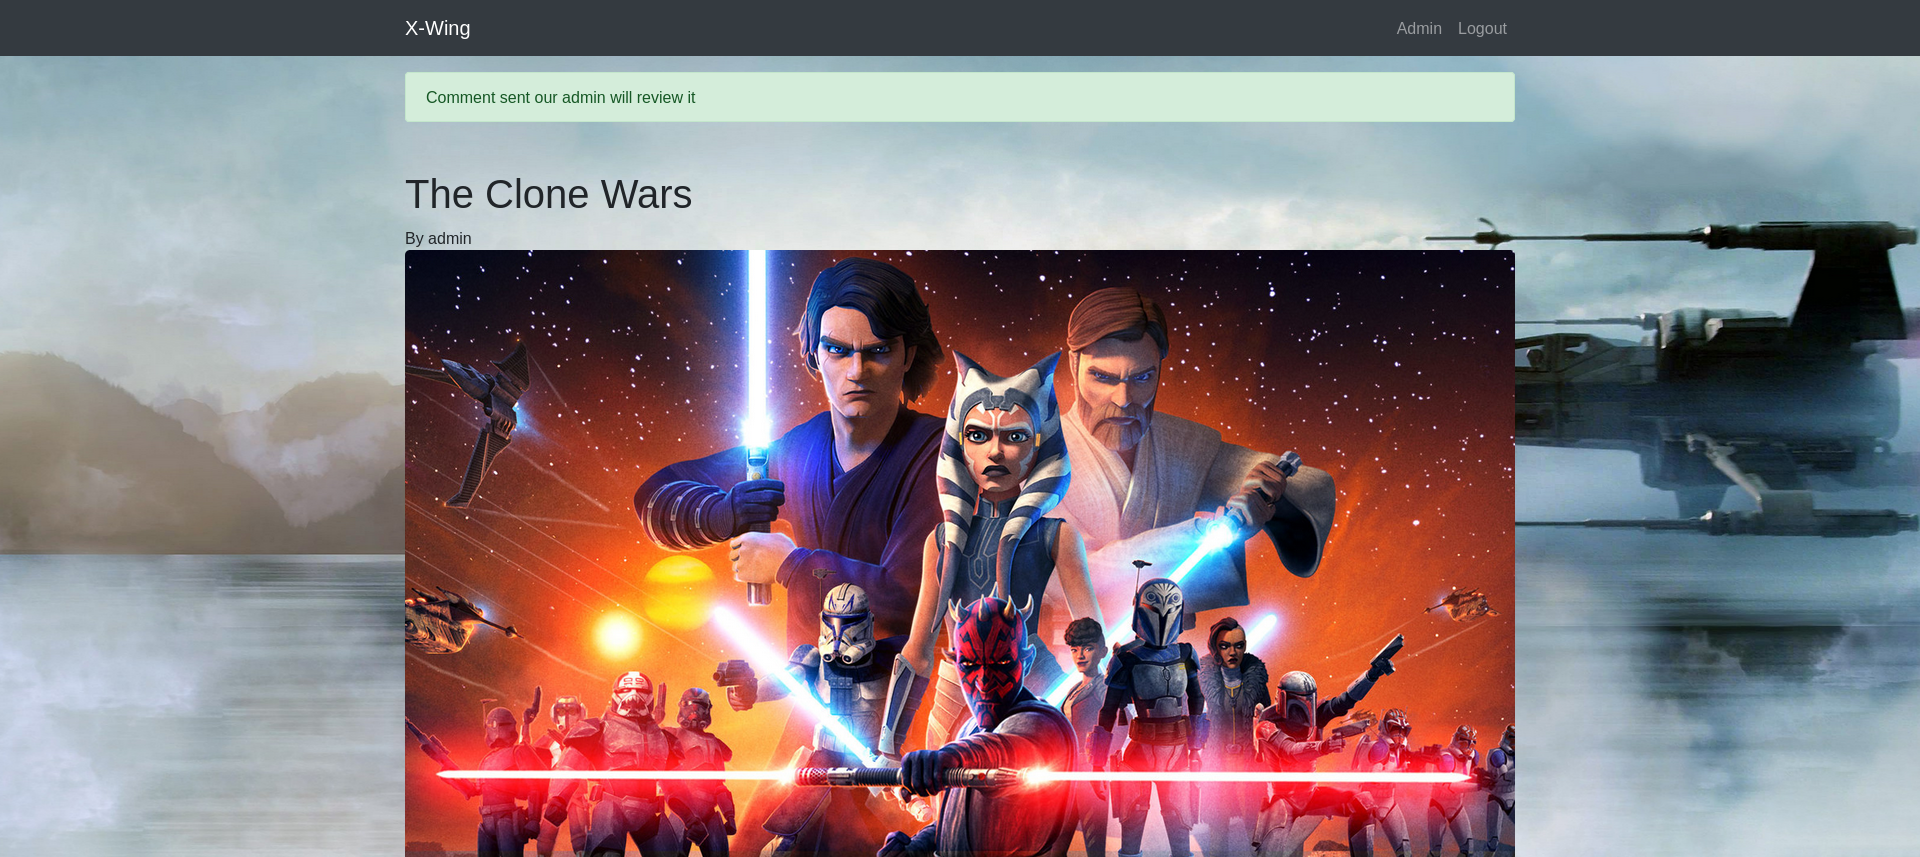 X-Wing
Admin Logout
Comment sent our admin will review it
The Clone Wars
By admin